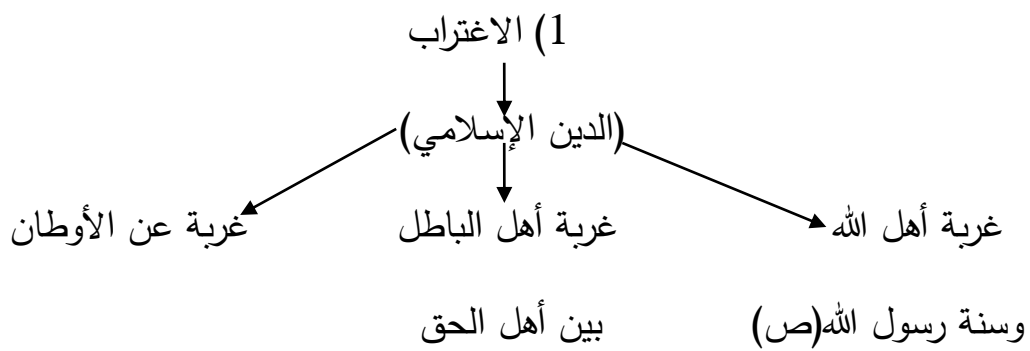 1) الاغتراب
(الدين الإسلامي)
غربة أهل الله
غربة أهل الباطل
غربة عن الأوطان
وسنة رسول الله(ص)
بين أهل الحق